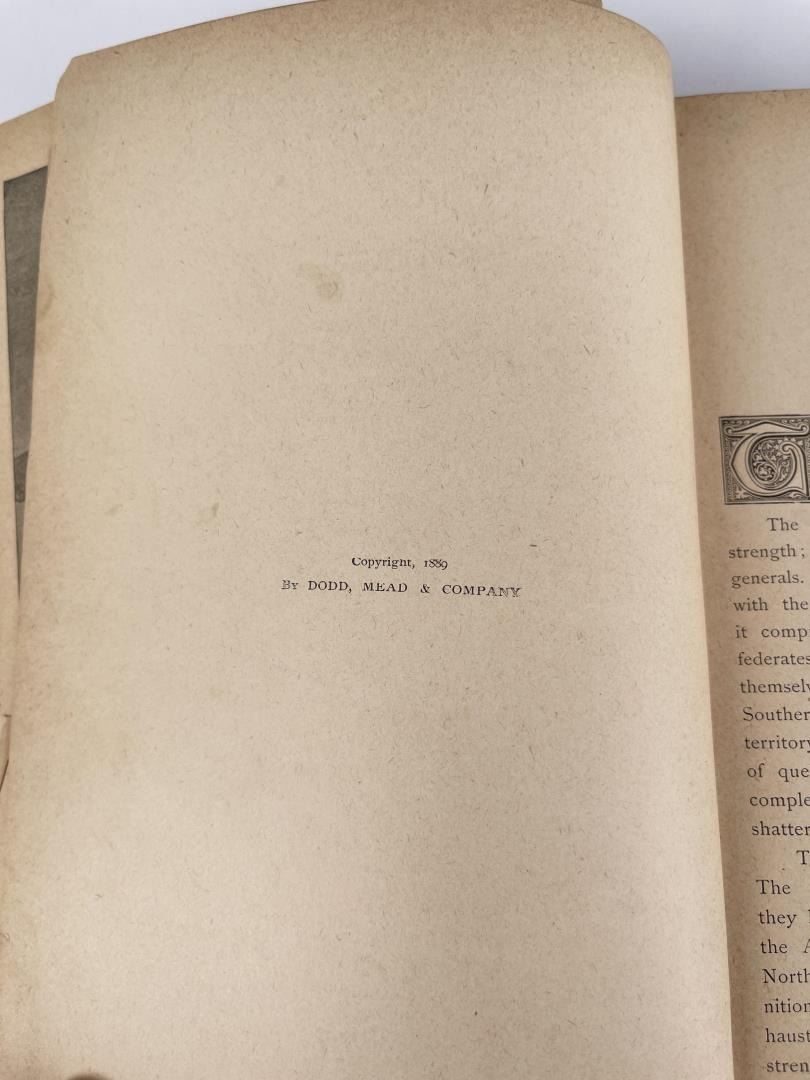 Copyright, 1889
By DODD, MEAD & COMPANY
T
The
strength;
generals.
with the
it comp
federates
themselv
Souther
territory
of que
comple
shatter
T
The
they
the A
North
nition
haust
stren